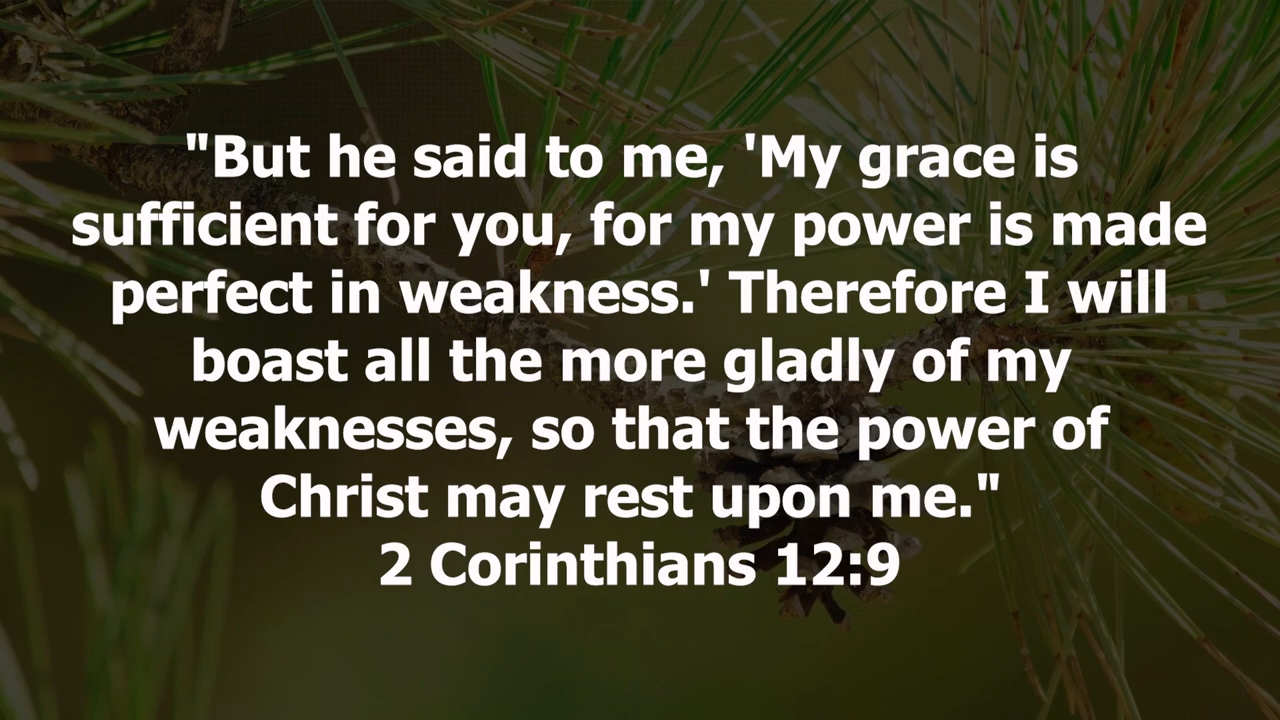 "But he said to me, 'My grace is
sufficient for you, for my power is made
perfect in weakness.' Therefore I will
boast all the more gladly of my
weaknesses, so that the power of
Christ may rest upon me."
2 Corinthians 12:9